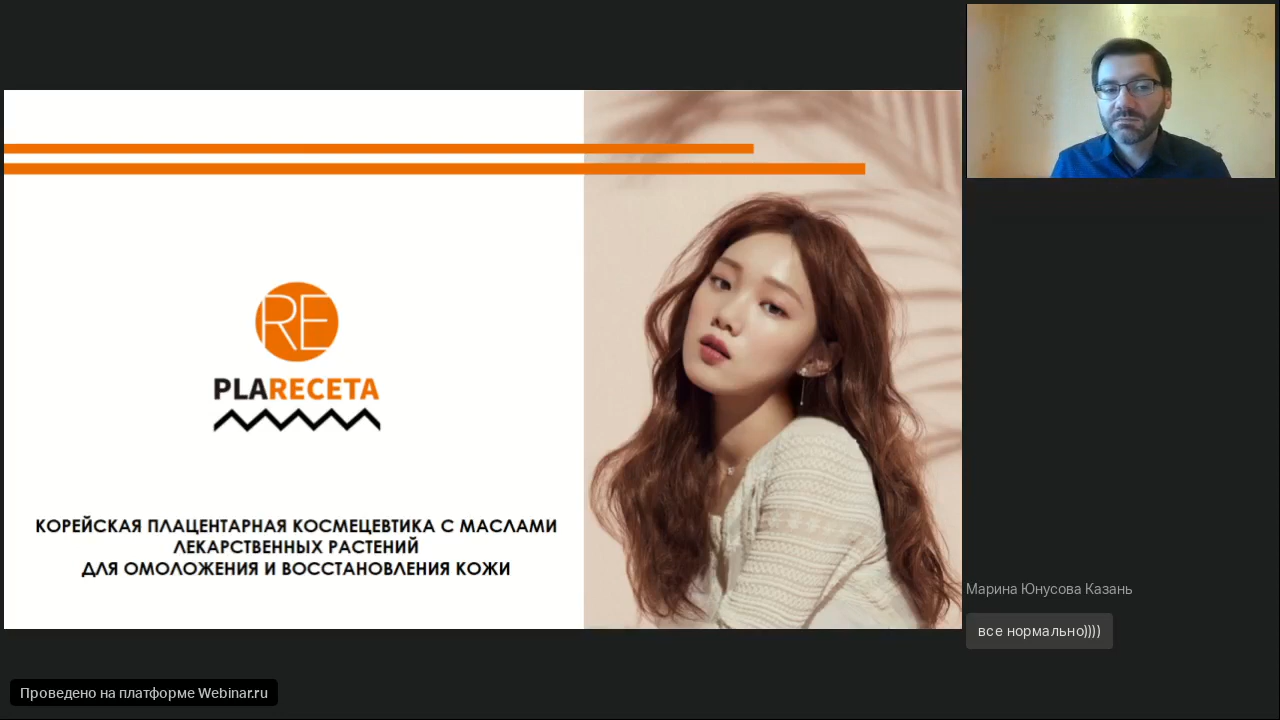 RE
PLARECETA
КОРЕЙСКАЯ ПЛАЦЕНТАРНАЯ КОСМЕЦЕВТИКА С МАСЛАМИ
ЛЕКАРСТВЕННЫХ РАСТЕНИЙ
ДЛЯ ОМОЛОЖЕНИЯ И ВОССТАНОВЛЕНИЯ КОЖИ
Марина Юнусова Казань
все нормально))))
Проведено на платформе Webinar.ru